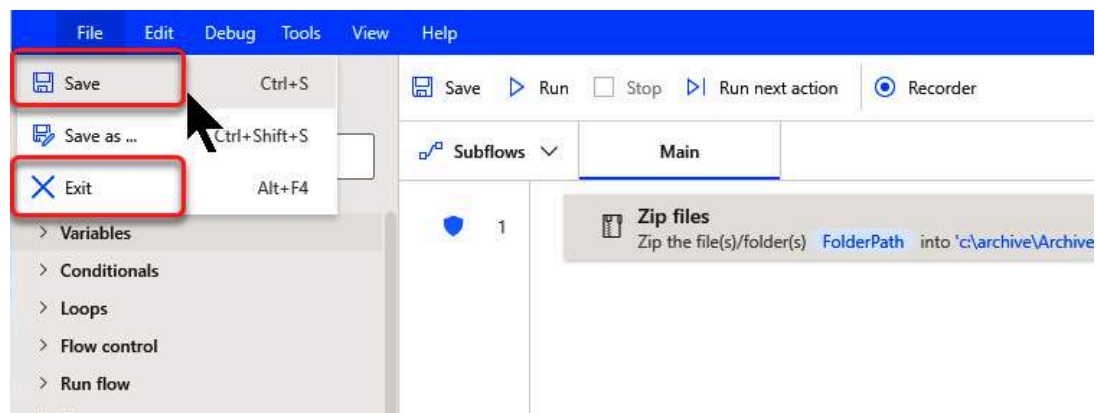 File Edit Debug Tools View Help
Save Ctrl+S
Save as ... Ctrl+Shift+S
Exit Alt+F4
Variables
Conditionals
Loops
Flow control
Run flow
Save Run Stop Run next action Recorder
Subflows Main
1
Zip files
Zip the file(s)/folder(s) FolderPath into 'c:\archive\Archive